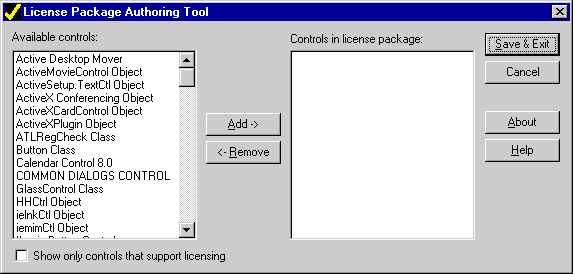 License Package Authoring Tool
Available controls:
Controls in license package:
Active Desktop Mover
ActiveMovieControl Object
ActiveSetup.TextCtl Object
ActiveX Conferencing Object
ActiveXCardControl Object
ActiveXPlugin Object
ATLRegCheck Class
Button Class
Calendar Control 8.0
COMMON DIALOGS CONTROL
GlassControl Class
HHCtrl Object
ielnkCtl Object
iemimCtl Object
Add ->
<- Remove
Save & Exit
Cancel
About
Help
Show only controls that support licensing